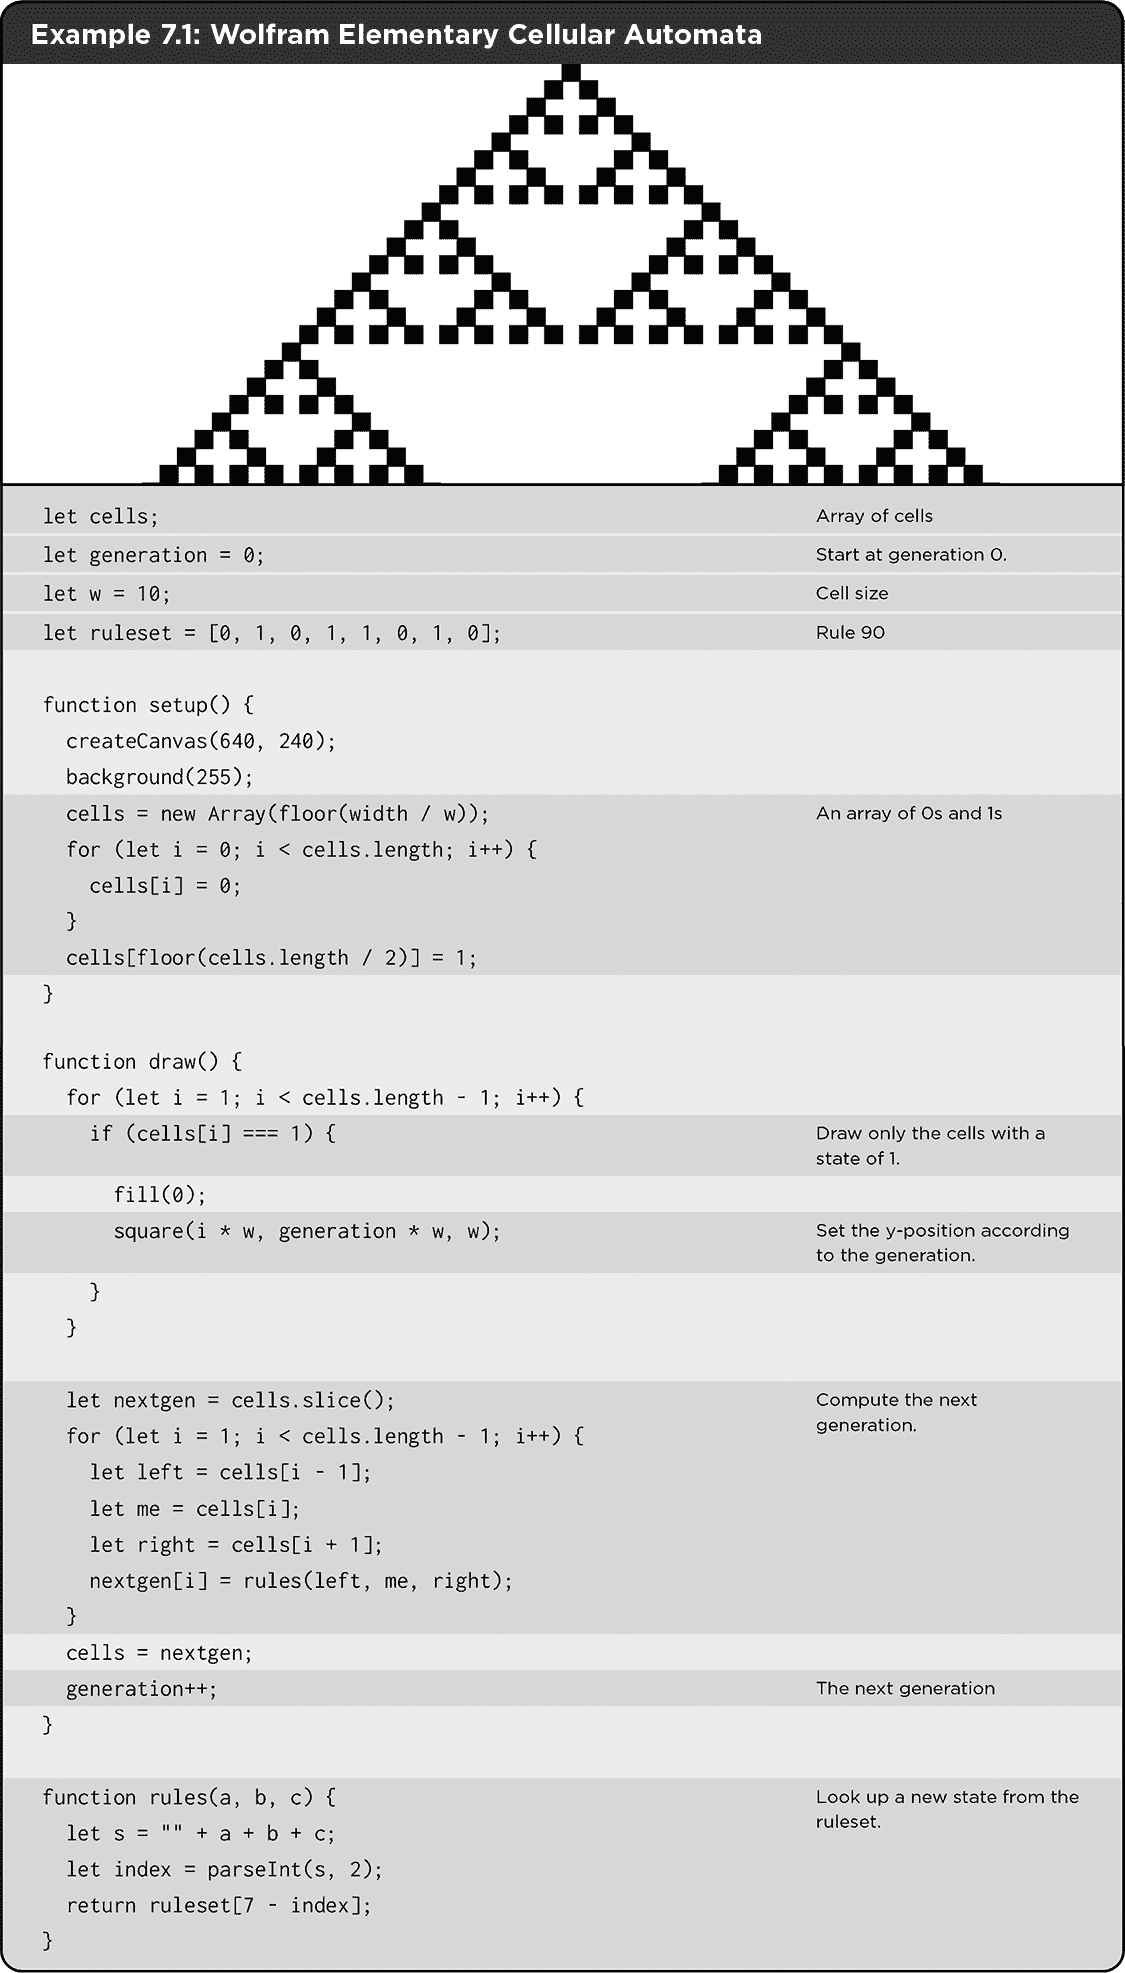 Example 7.1: Wolfram Elementary Cellular Automata
let cells; Array of cells
let generation = 0; Start at generation 0.
let w = 10; Cell size
let ruleset = [0, 1, 0, 1, 1, 0, 1, 0]; Rule 90
function setup() {
  createCanvas(640, 240);
  background(255);
  cells = new Array(floor(width / w)); An array of 0s and 1s
  for (let i = 0; i < cells.length; i++) {
    cells[i] = 0;
  }
  cells[floor(cells.length / 2)] = 1;
}
function draw() {
  for (let i = 1; i < cells.length - 1; i++) {
    if (cells[i] === 1) { Draw only the cells with a
state of 1.
      fill(0);
      square(i * w, generation * w, w); Set the y-position according
to the generation.
    }
  }
  let nextgen = cells.slice(); Compute the next
generation.
  for (let i = 1; i < cells.length - 1; i++) {
    let left = cells[i - 1];
    let me = cells[i];
    let right = cells[i + 1];
    nextgen[i] = rules(left, me, right);
  }
  cells = nextgen;
  generation++; The next generation
}
function rules(a, b, c) { Look up a new state from the
ruleset.
  let s = "" + a + b + c;
  let index = parseInt(s, 2);
  return ruleset[7 - index];
}